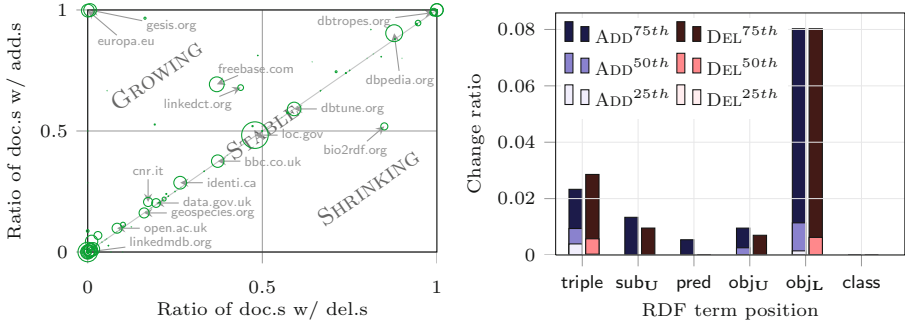 Ratio of doc.s w/ add.s
1
0.5
0
0
0.5
1
Ratio of doc.s w/ del.s
gesis.org
europa.eu
dbtropes.org
GROWING
freebase.com
dbpedia.org
linkedct.org
dbtune.org
STABLE
loc.gov
bio2rdf.org
bbc.co.uk
cnr.it
identi.ca
SHRINKING
data.gov.uk
geospecies.org
open.ac.uk
linkedmdb.org
Change ratio
0.08
0.06
0.04
0.02
0
ADD75th DEL75th
ADD50th DEL50th
ADD25th DEL25th
triple subU pred objU objL class
RDF term position